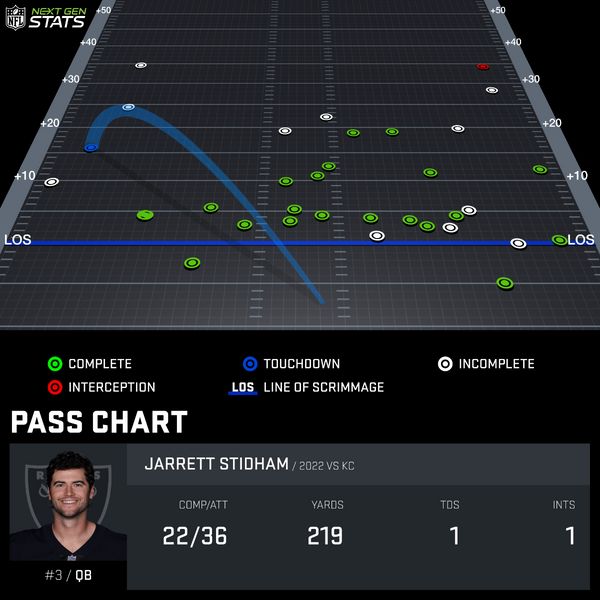 NFL NEXT GEN STATS
+50 +50
+40 +40
+30 +30
+20 +20
+10 +10
LOS LOS
COMPLETE TOUCHDOWN INCOMPLETE
INTERCEPTION LOS LINE OF SCRIMMAGE
PASS CHART
JARRETT STIDHAM / 2022 VS KC
COMP/ATT YARDS TDS INTS
22/36 219 1 1
#3 / QB